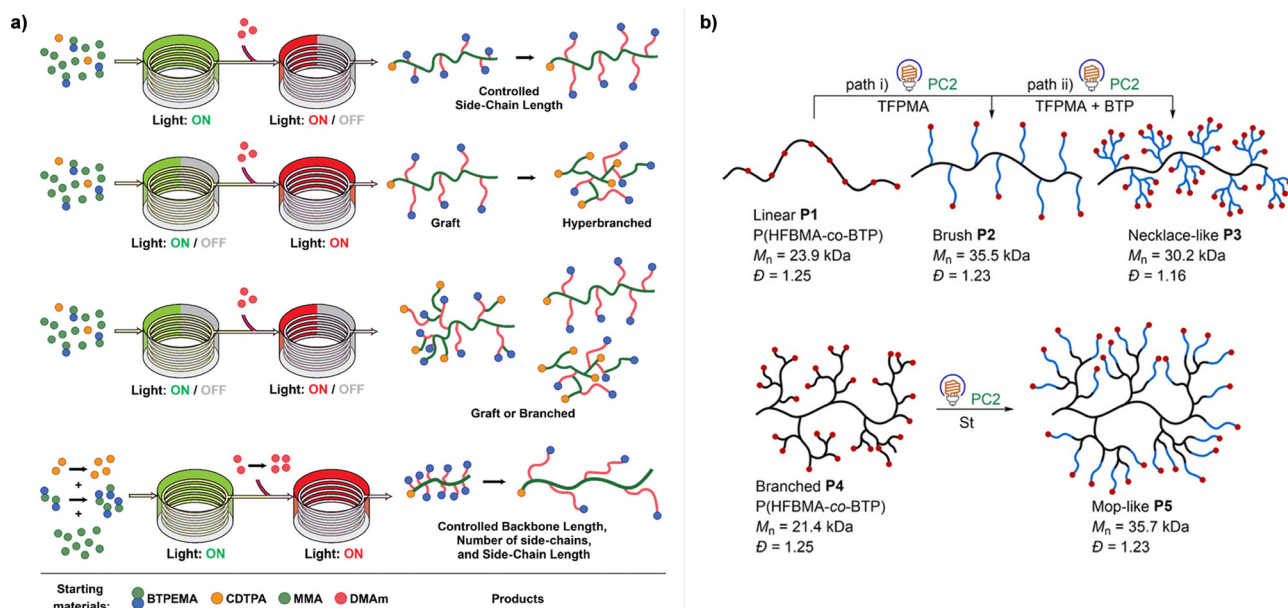 a)
Light: ON
Light: ON / OFF
Controlled
Side-Chain Length
Light: ON / OFF
Light: ON
Graft
Hyperbranched
Light: ON / OFF
Light: ON / OFF
Graft or Branched
Light: ON
Light: ON
Controlled Backbone Length,
Number of side-chains,
and Side-Chain Length
Starting
materials:
BTPEMA
CDTPA
MMA
DMAm
Products
b)
path i) PC2
TFPMA
path ii) PC2
TFPMA + BTP
Linear P1
P(HFBMA-co-BTP)
Mn = 23.9 kDa
Đ = 1.25
Brush P2
Mn = 35.5 kDa
Đ = 1.23
Necklace-like P3
Mn = 30.2 kDa
Đ = 1.16
PC2
St
Branched P4
P(HFBMA-co-BTP)
Mn = 21.4 kDa
Đ = 1.25
Mop-like P5
Mn = 35.7 kDa
Đ = 1.23